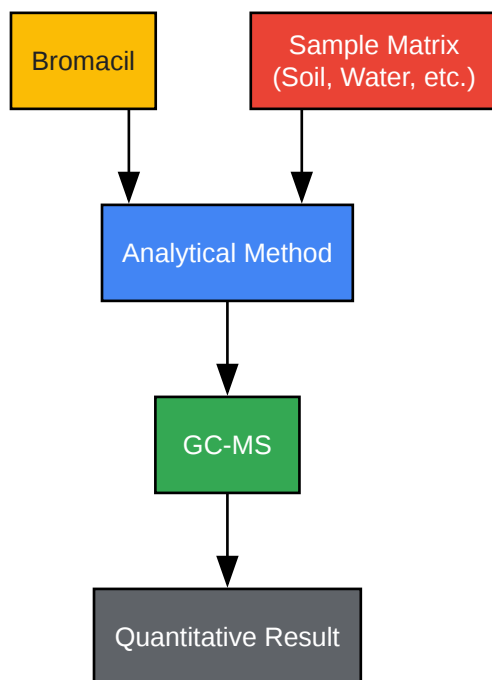 Bromacil
Sample Matrix
(Soil, Water, etc.)
Analytical Method
GC-MS
Quantitative Result